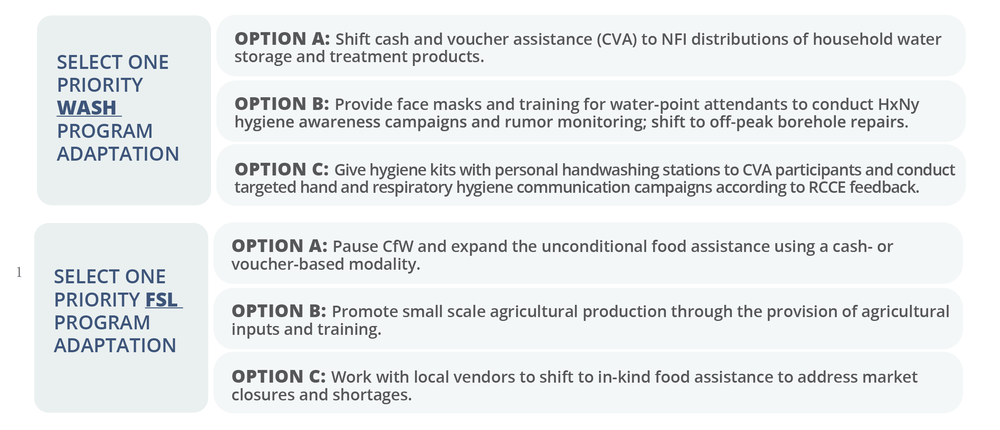 SELECT ONE
PRIORITY
WASH
PROGRAM
ADAPTATION
OPTION A: Shift cash and voucher assistance (CVA) to NFI distributions of household water
storage and treatment products.
OPTION B: Provide face masks and training for water-point attendants to conduct HxNy
hygiene awareness campaigns and rumor monitoring; shift to off-peak borehole repairs.
OPTION C: Give hygiene kits with personal handwashing stations to CVA participants and conduct
targeted hand and respiratory hygiene communication campaigns according to RCCE feedback.
1
SELECT ONE
PRIORITY FSL
PROGRAM
ADAPTATION
OPTION A: Pause CfW and expand the unconditional food assistance using a cash- or
voucher-based modality.
OPTION B: Promote small scale agricultural production through the provision of agricultural
inputs and training.
OPTION C: Work with local vendors to shift to in-kind food assistance to address market
closures and shortages.